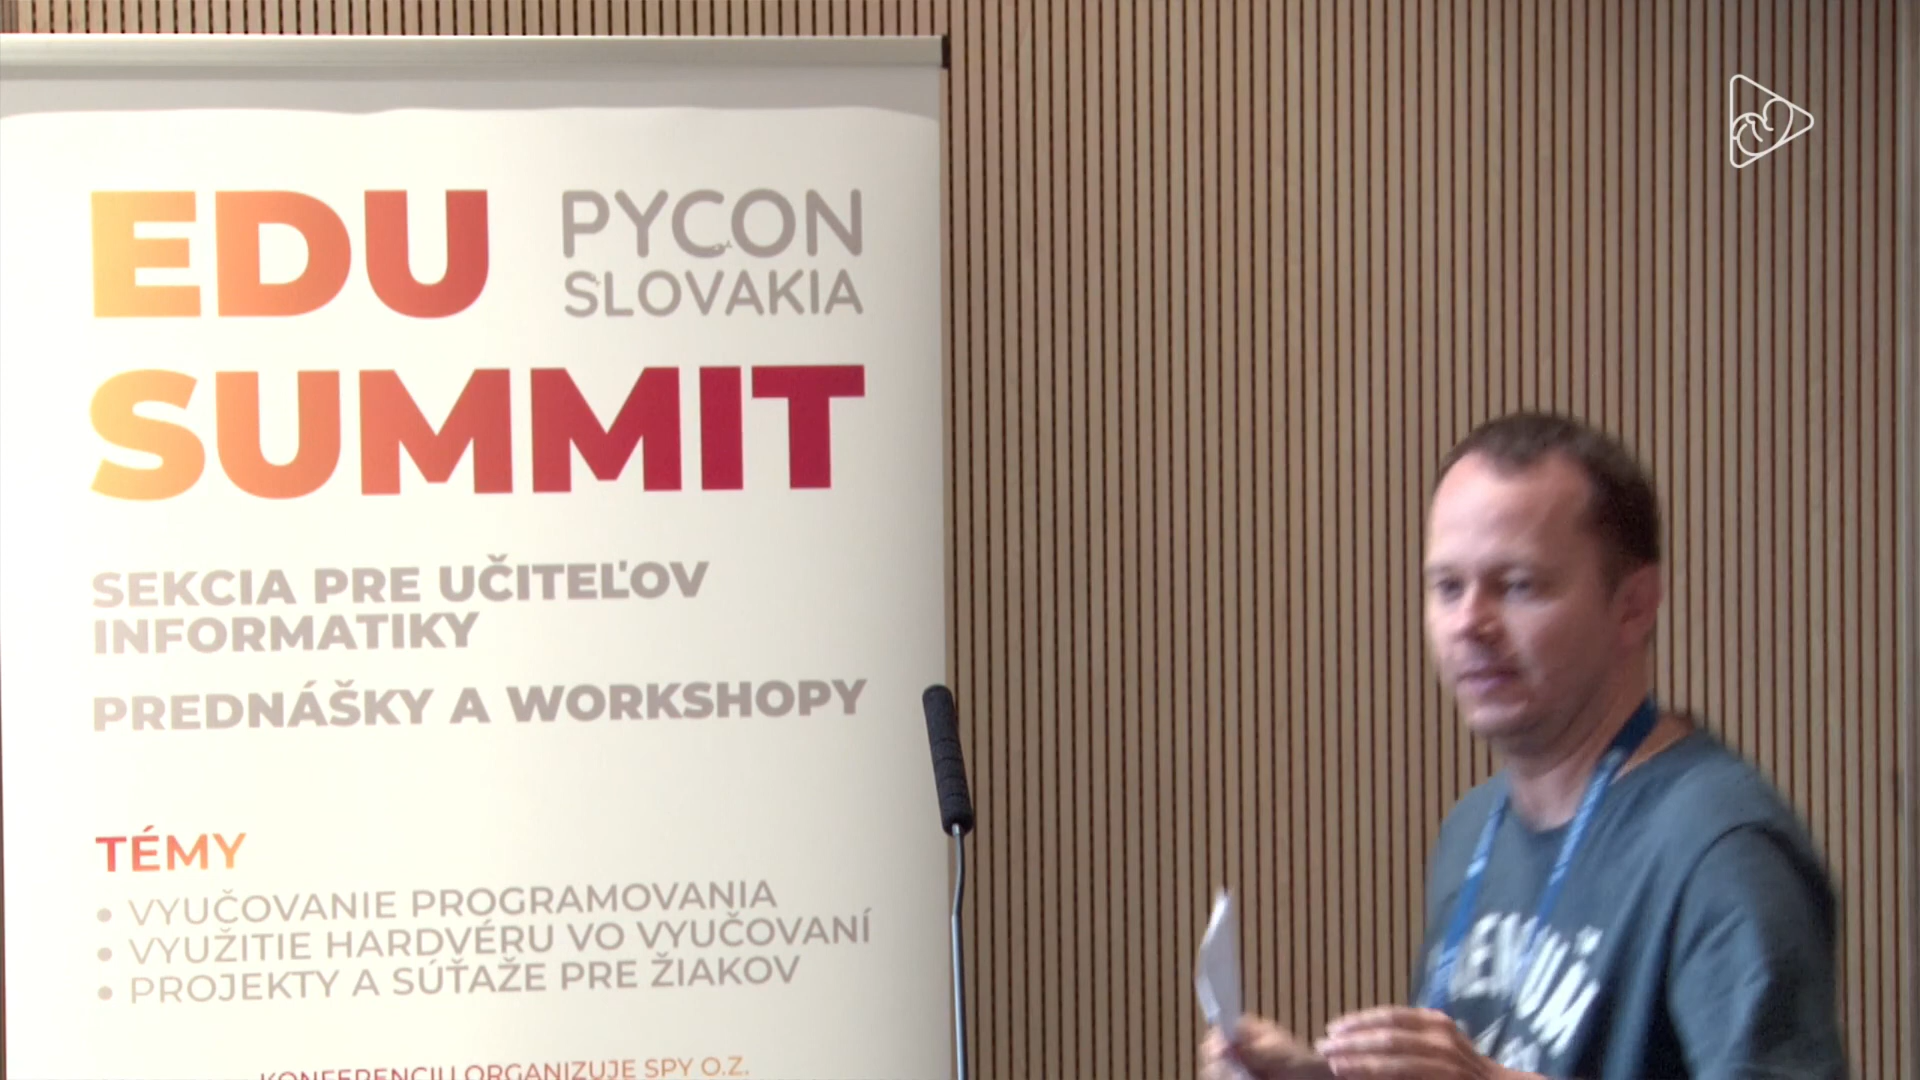 EDU
SUMMIT
PYCON
SLOVAKIA
SEKCIA PRE UČITEĽOV
INFORMATIKY
PREDNÁŠKY A WORKSHOPY
TÉMY
• VYUČOVANIE PROGRAMOVANIA
• VYUŽITIE HARDVÉRU VO VYUČOVANÍ
• PROJEKTY A SÚŤAŽE PRE ŽIAKOV
KONFERENCIU ORGANIZUJE SPY O.Z.